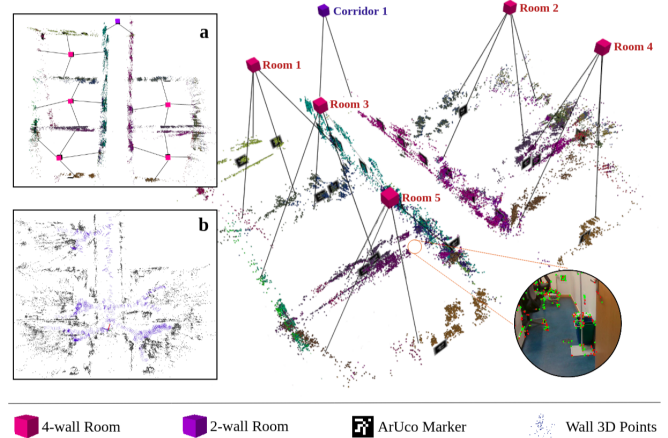 a
Corridor 1
Room 2
Room 4
Room 1
Room 3
Room 5
b
4-wall Room
2-wall Room
ArUco Marker
Wall 3D Points